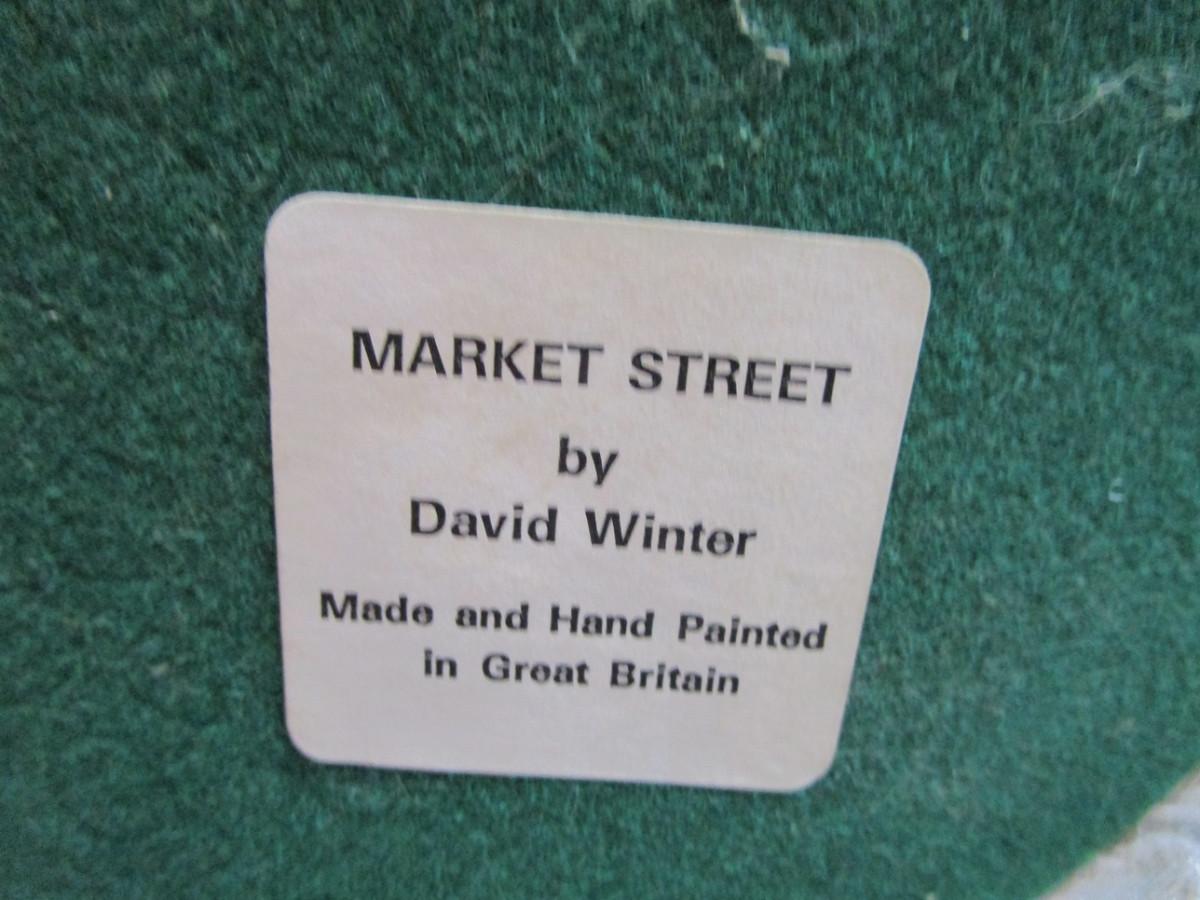 MARKET STREET
by
David Winter
Made and Hand Painted
in Great Britain